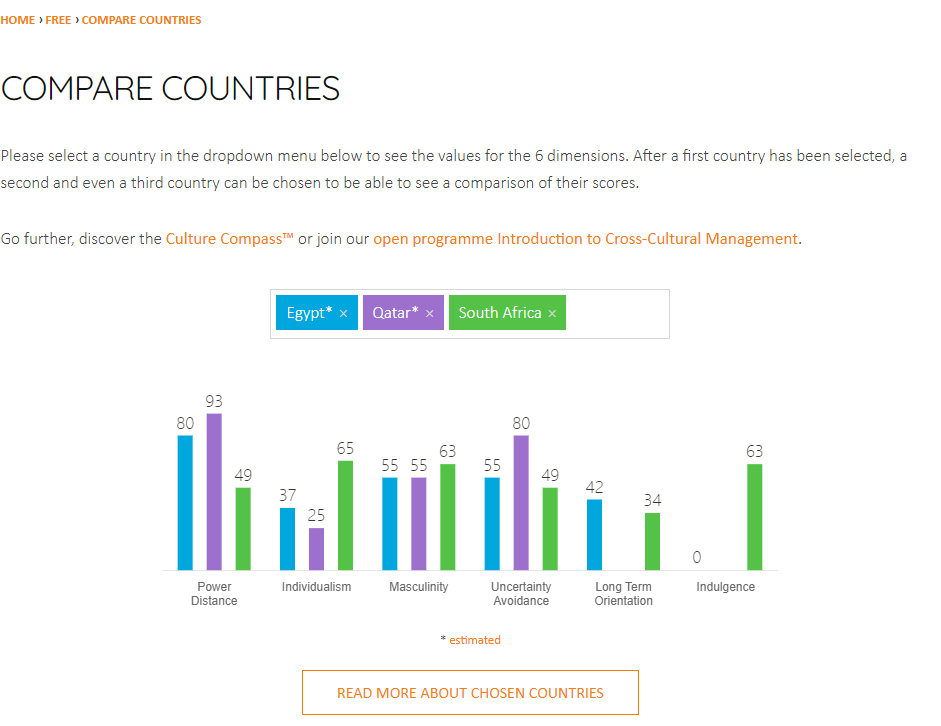 HOME › FREE › COMPARE COUNTRIES
COMPARE COUNTRIES
Please select a country in the dropdown menu below to see the values for the 6 dimensions. After a first country has been selected, a
second and even a third country can be chosen to be able to see a comparison of their scores.
Go further, discover the Culture Compass™ or join our open programme Introduction to Cross-Cultural Management.
Egypt* × Qatar* × South Africa ×
80 93 49 37 25 65 55 55 63 55 80 49 42 34 0 63
Power Distance
Individualism
Masculinity
Uncertainty Avoidance
Long Term Orientation
Indulgence
* estimated
READ MORE ABOUT CHOSEN COUNTRIES